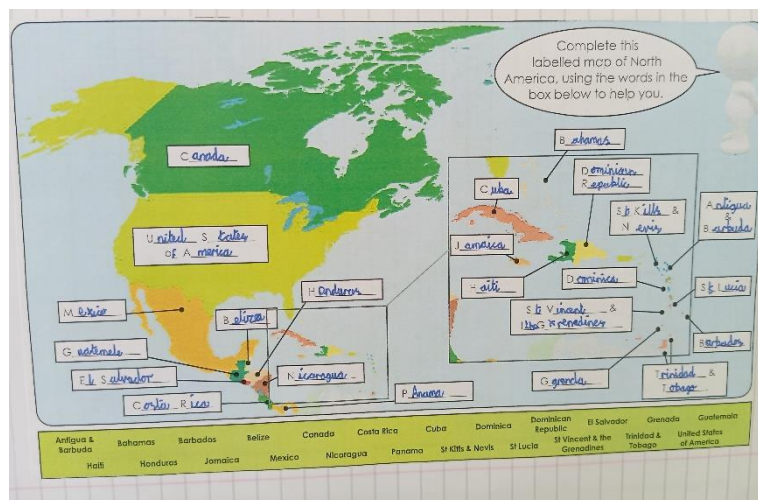 Complete this
labelled map of North
America, using the words in the
box below to help you.
Canada
United States
of America
Mexico
Guatemala
El Salvador
Costa Rica
Belize
Honduras
Nicaragua
PAnama
Bahamas
Cuba
Dominican
Republic
Jamaica
Haiti
Dominica
St Kitts &
Nevis
Antigua
&
Barbuda
St Lucia
St Vincent &
the Grenadines
Barbados
Grenada
Trinidad &
Tobago
Antigua &
Barbuda
Bahamas
Barbados
Belize
Canada
Costa Rica
Cuba
Dominica
Dominican
Republic
El Salvador
Grenada
Guatemala
Haiti
Honduras
Jamaica
Mexico
Nicaragua
Panama
St Kitts & Nevis
St Lucia
St Vincent & the
Grenadines
Trinidad &
Tobago
United States
of America